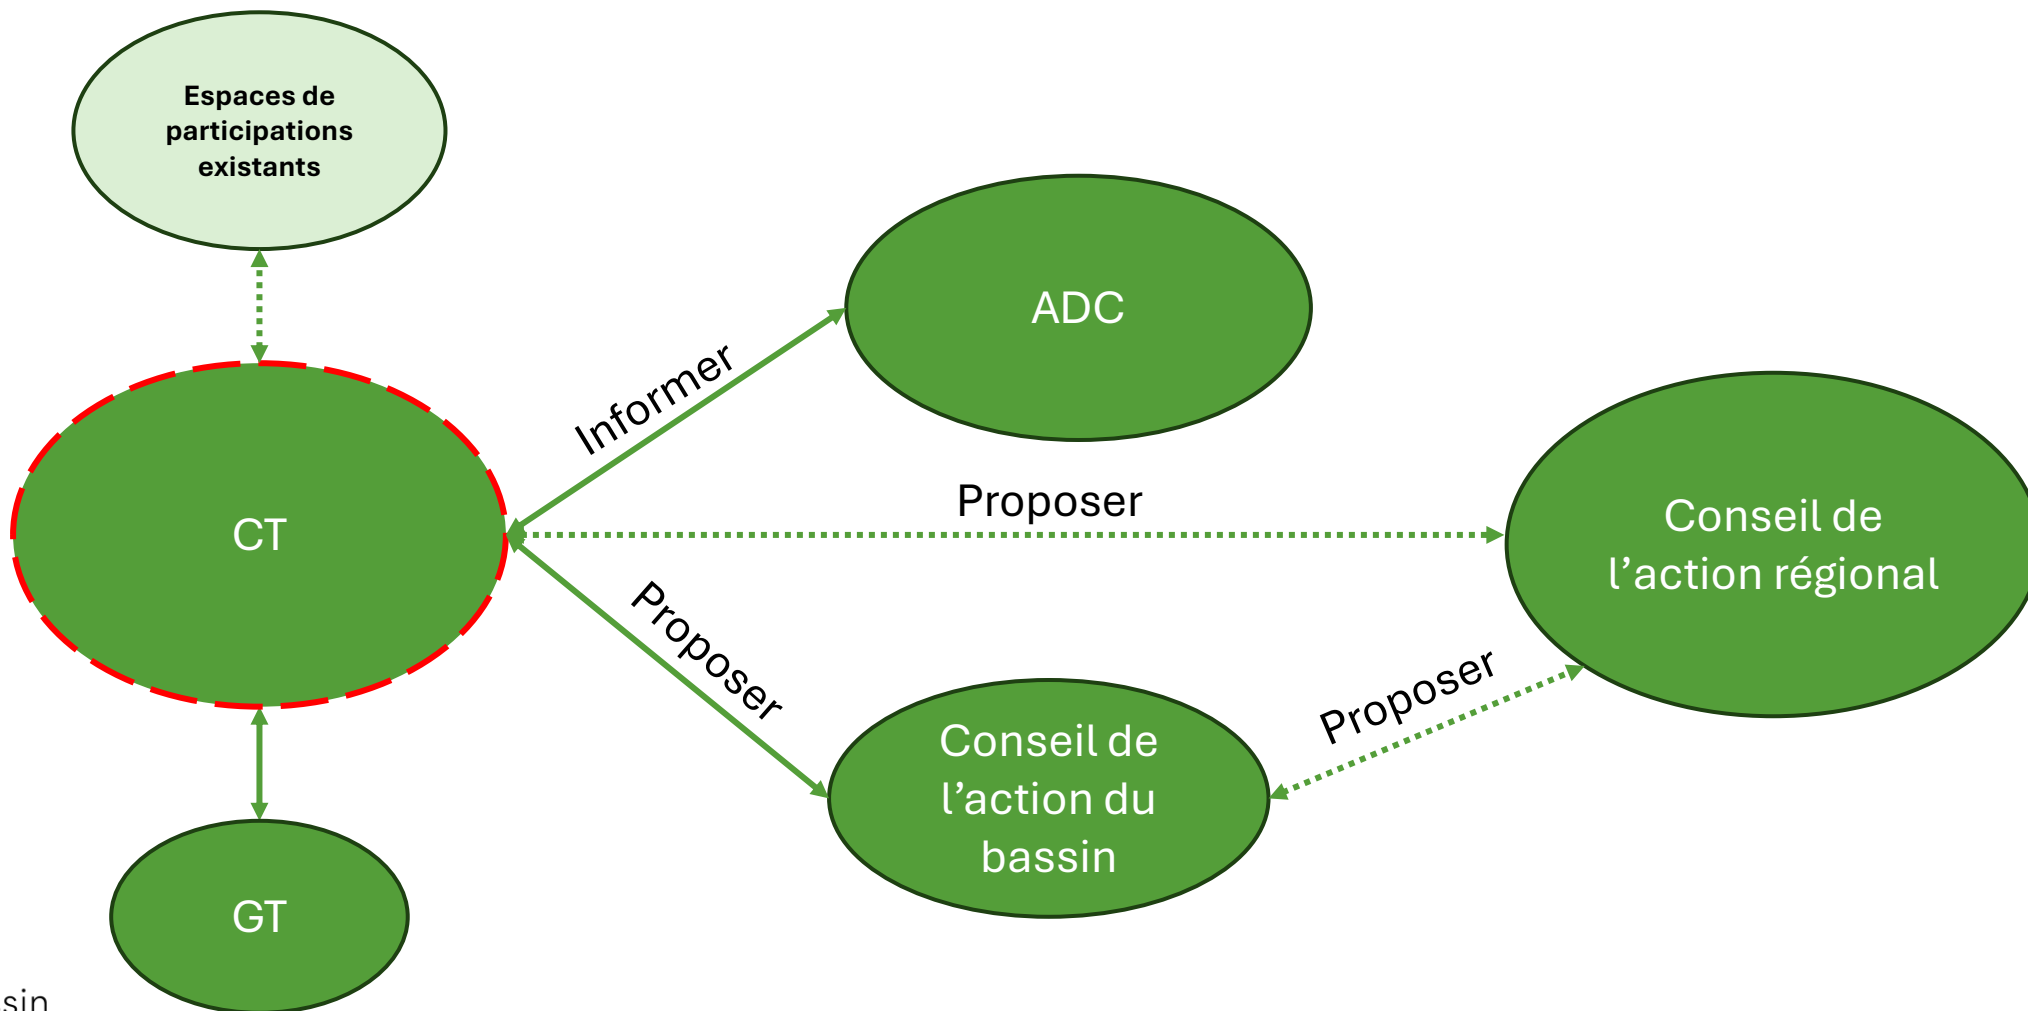 Espaces de
participations
existants
ADC
Informer
Proposer
Conseil de
l’action régional
CT
Proposer
Proposer
Conseil de
l’action du
bassin
GT
sin